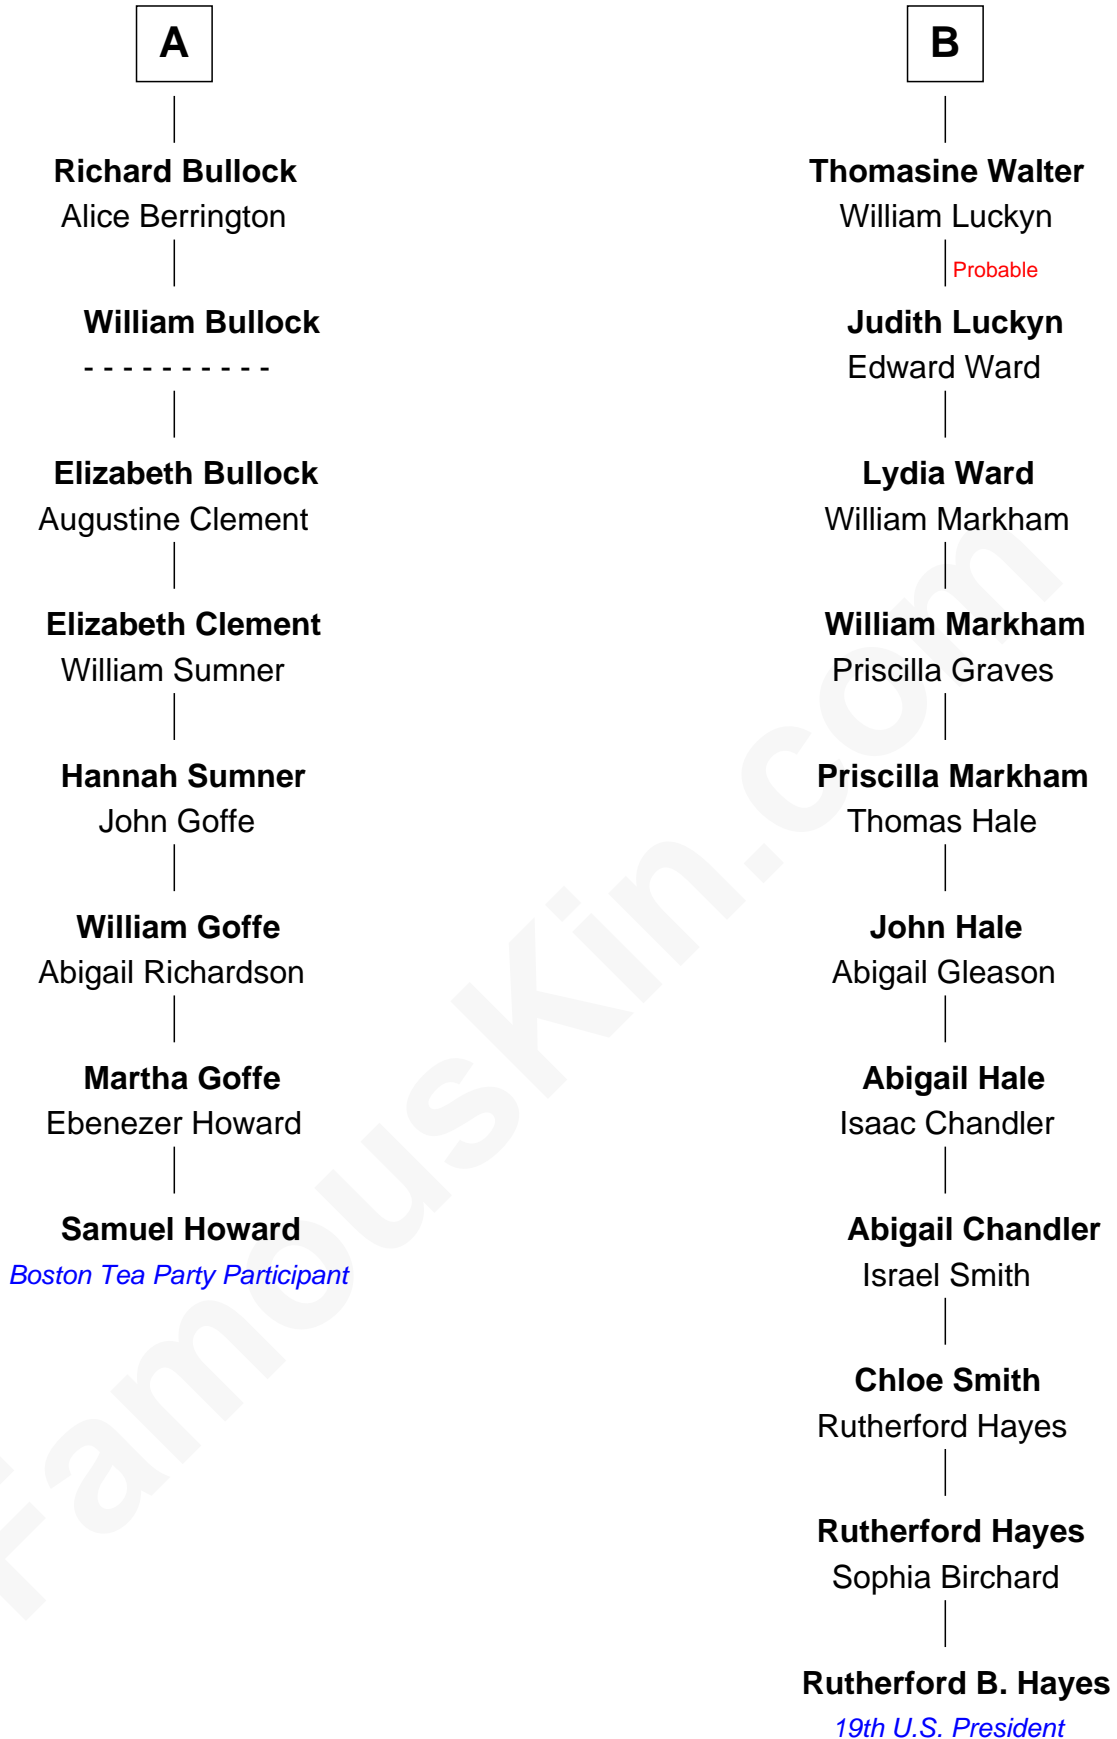 A
Richard Bullock
Alice Berrington
William Bullock
- - - - - - - - - -
Elizabeth Bullock
Augustine Clement
Elizabeth Clement
William Sumner
Hannah Sumner
John Goffe
William Goffe
Abigail Richardson
Martha Goffe
Ebenezer Howard
Samuel Howard
Boston Tea Party Participant
B
Thomasine Walter
William Luckyn
Probable
Judith Luckyn
Edward Ward
Lydia Ward
William Markham
William Markham
Priscilla Graves
Priscilla Markham
Thomas Hale
John Hale
Abigail Gleason
Abigail Hale
Isaac Chandler
Abigail Chandler
Israel Smith
Chloe Smith
Rutherford Hayes
Rutherford Hayes
Sophia Birchard
Rutherford B. Hayes
19th U.S. President
FamousKin.com